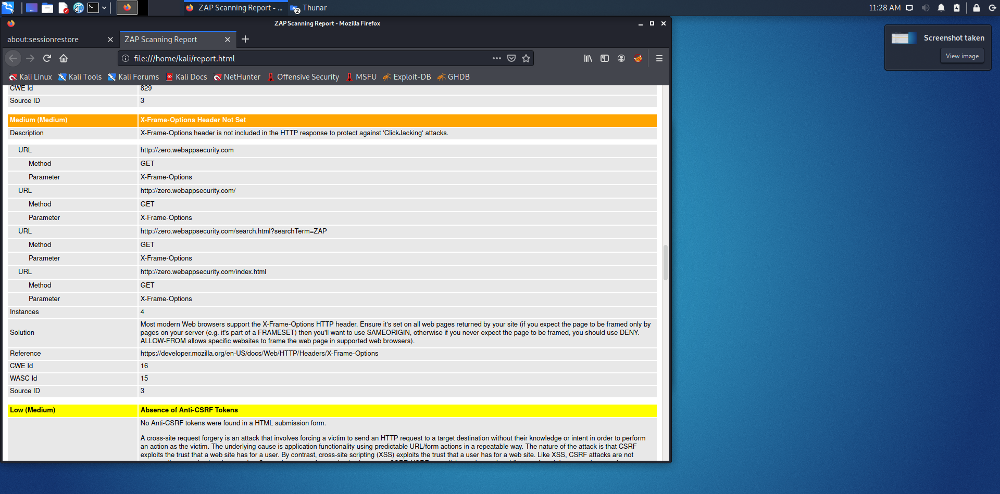 ZAP Scanning Report - ...
2 Thunar
11:28 AM
ZAP Scanning Report - Mozilla Firefox
about:sessionrestore
ZAP Scanning Report
file:///home/kali/report.html
Kali Linux Kali Tools Kali Forums Kali Docs NetHunter Offensive Security MSFU Exploit-DB GHDB
Screenshot taken
View image
CWE Id 829
Source ID 3
Medium (Medium) X-Frame-Options Header Not Set
Description X-Frame-Options header is not included in the HTTP response to protect against 'ClickJacking' attacks.
URL http://zero.webappsecurity.com
Method GET
Parameter X-Frame-Options
URL http://zero.webappsecurity.com/
Method GET
Parameter X-Frame-Options
URL http://zero.webappsecurity.com/search.html?searchTerm=ZAP
Method GET
Parameter X-Frame-Options
URL http://zero.webappsecurity.com/index.html
Method GET
Parameter X-Frame-Options
Instances 4
Solution
Most modern Web browsers support the X-Frame-Options HTTP header. Ensure it's set on all web pages returned by your site (if you expect the page to be framed only by
pages on your server (e.g. it's part of a FRAMESET) then you'll want to use SAMEORIGIN, otherwise if you never expect the page to be framed, you should use DENY.
ALLOW-FROM allows specific websites to frame the web page in supported web browsers).
Reference https://developer.mozilla.org/en-US/docs/Web/HTTP/Headers/X-Frame-Options
CWE Id 16
WASC Id 15
Source ID 3
Low (Medium) Absence of Anti-CSRF Tokens
No Anti-CSRF tokens were found in a HTML submission form.
A cross-site request forgery is an attack that involves forcing a victim to send an HTTP request to a target destination without their knowledge or intent in order to perform
an action as the victim. The underlying cause is application functionality using predictable URL/form actions in a repeatable way. The nature of the attack is that CSRF
exploits the trust that a web site has for a user. By contrast, cross-site scripting (XSS) exploits the trust that a user has for a web site. Like XSS, CSRF attacks are not